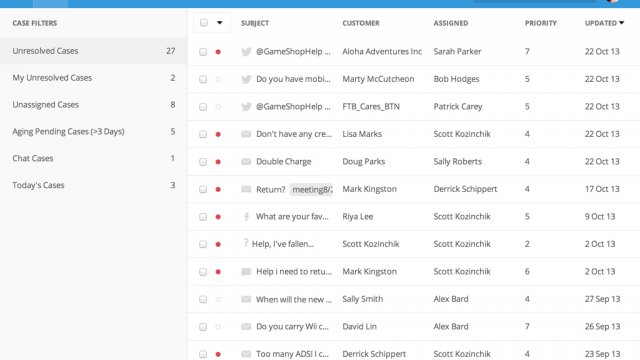 CASE FILTERS
SUBJECT CUSTOMER ASSIGNED PRIORITY UPDATED
Unresolved Cases 27
My Unresolved Cases 2
Unassigned Cases 8
Aging Pending Cases (>3 Days) 5
Chat Cases 1
Today's Cases 3
@GameShopHelp ... Aloha Adventures Inc Sarah Parker 7 22 Oct 13
Do you have mobi... Marty McCutcheon Bob Hodges 5 22 Oct 13
@GameShopHelp ... FTB_Cares_BTN Patrick Carey 5 22 Oct 13
Don't have any cre... Lisa Marks Scott Kozinchik 4 22 Oct 13
Double Charge Doug Parks Sally Roberts 4 22 Oct 13
Return? meeting8/ Mark Kingston Derrick Schippert 4 17 Oct 13
What are your fav... Riya Lee Scott Kozinchik 5 9 Oct 13
? Help, I've fallen... Scott Kozinchik Scott Kozinchik 2 2 Oct 13
Help i need to retu... Mark Kingston Scott Kozinchik 6 2 Oct 13
When will the new ... Sally Smith Alex Bard 4 27 Sep 13
Do you carry Wii c... David Lin Alex Bard 7 26 Sep 13
Too many ADS! I c... Derrick Schippert Scott Kozinchik 4 23 Sep 13